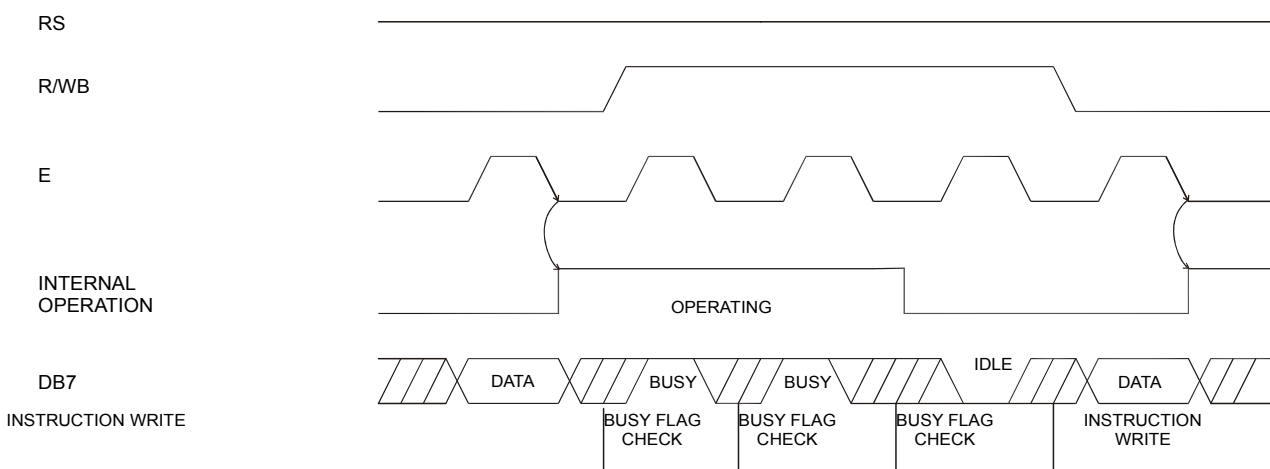 RS
R/WB
E
INTERNAL
OPERATION
OPERATING
DB7
DATA
BUSY
BUSY
IDLE
DATA
INSTRUCTION WRITE
BUSY FLAG
CHECK
BUSY FLAG
CHECK
BUSY FLAG
CHECK
INSTRUCTION
WRITE